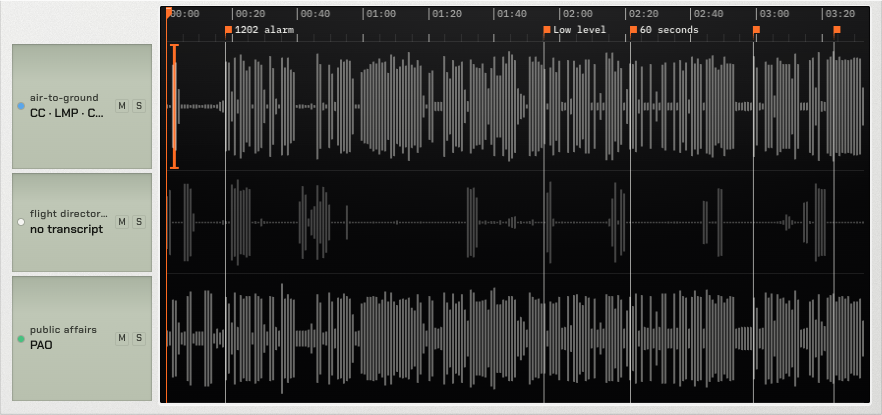 00:00 00:20 00:40 01:00 01:20 01:40 02:00 02:20 02:40 03:00 03:20
1202 alarm Low level 60 seconds
air-to-ground
CC · LMP · C... M S
flight director...
no transcript M S
public affairs
PAO M S